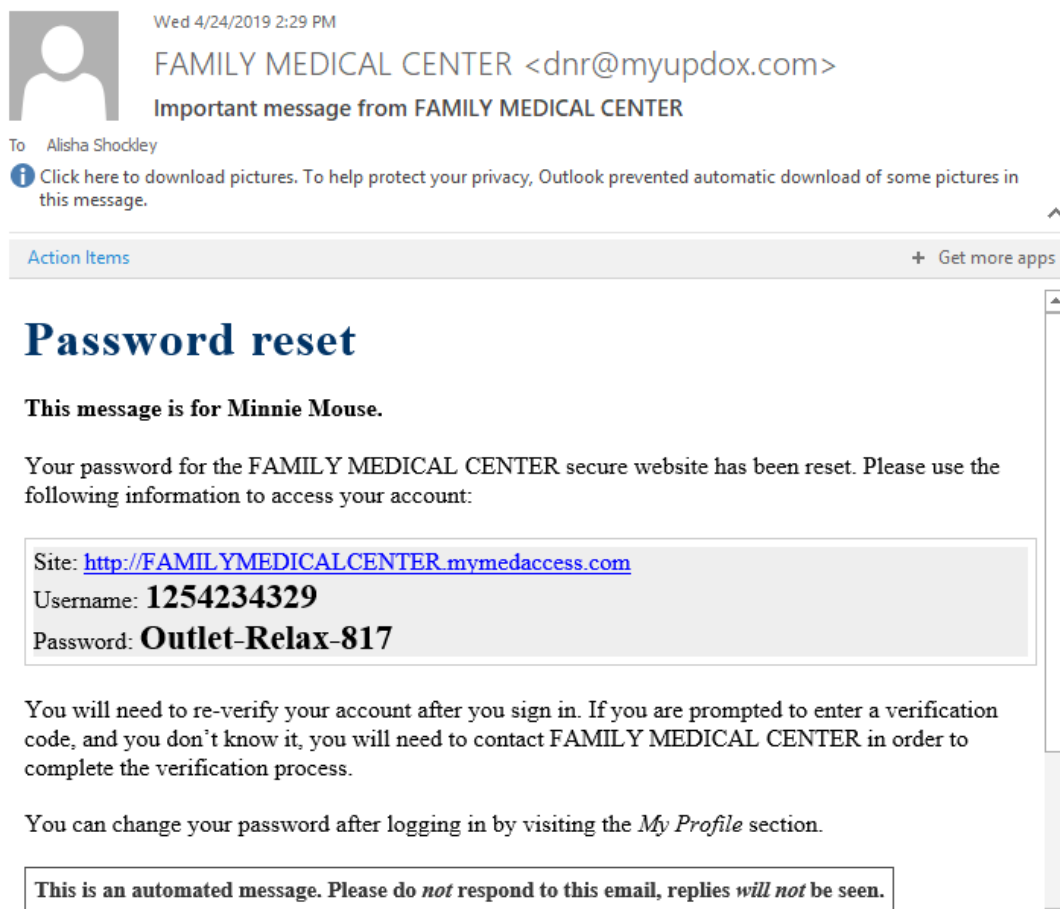 Wed 4/24/2019 2:29 PM
FAMILY MEDICAL CENTER <dnr@myupdox.com>
Important message from FAMILY MEDICAL CENTER
To Alisha Shockley
Click here to download pictures. To help protect your privacy, Outlook prevented automatic download of some pictures in
this message.
Action Items + Get more apps
Password reset
This message is for Minnie Mouse.
Your password for the FAMILY MEDICAL CENTER secure website has been reset. Please use the
following information to access your account:
Site: http://FAMILYMEDICALCENTER.mymedaccess.com
Username: 1254234329
Password: Outlet-Relax-817
You will need to re-verify your account after you sign in. If you are prompted to enter a verification
code, and you don’t know it, you will need to contact FAMILY MEDICAL CENTER in order to
complete the verification process.
You can change your password after logging in by visiting the My Profile section.
This is an automated message. Please do not respond to this email, replies will not be seen.